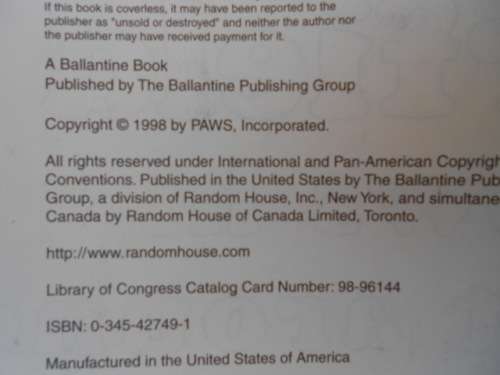 If this book is coverless, it may have been reported to the
publisher as "unsold or destroyed" and neither the author nor
the publisher may have received payment for it.
A Ballantine Book
Published by The Ballantine Publishing Group
Copyright © 1998 by PAWS, Incorporated.
All rights reserved under International and Pan-American Copyrigh
Conventions. Published in the United States by The Ballantine Pub
Group, a division of Random House, Inc., New York, and simultane
Canada by Random House of Canada Limited, Toronto.
http://www.randomhouse.com
Library of Congress Catalog Card Number: 98-96144
ISBN: 0-345-42749-1
Manufactured in the United States of America